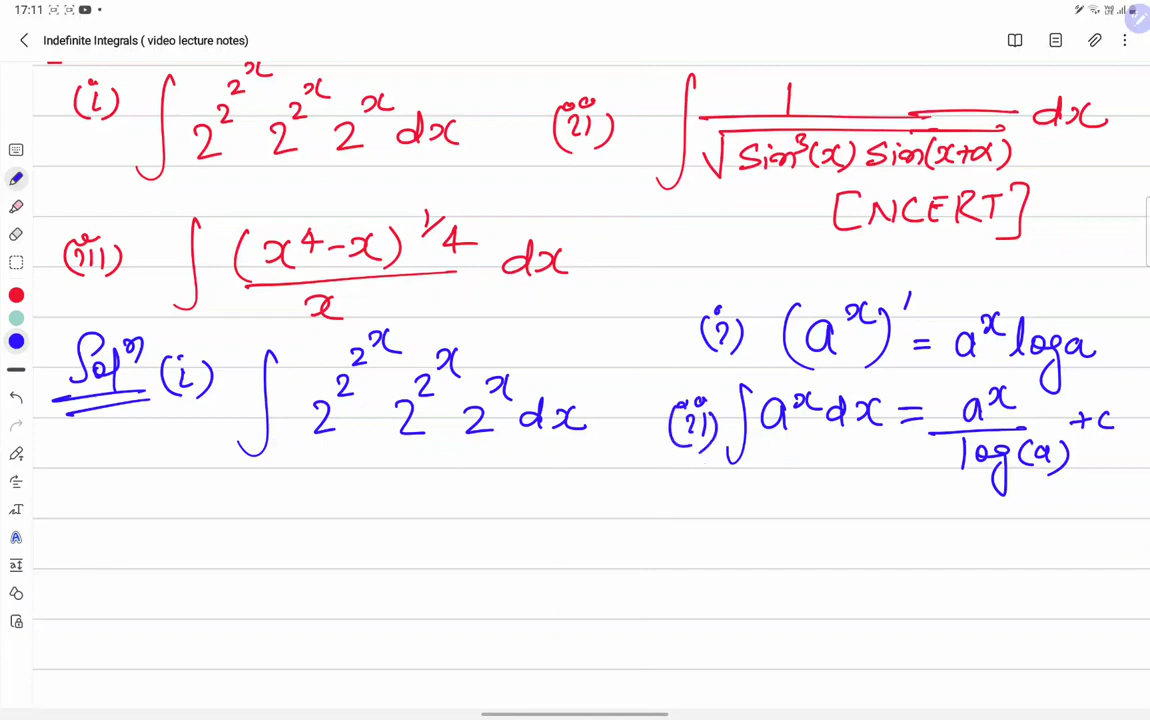 17:11
Indefinite Integrals ( video lecture notes)
(i) ∫ 2^2^2^x 2^2^x 2^x dx (ii) ∫ 1/√(Sin³(x) Sin(x+α)) dx
[NCERT]
(iii) ∫ (x⁴-x)^1/4 / x dx
(i) (a^x)' = a^x log a
Solⁿ (i) ∫ 2^2^2^x 2^2^x 2^x dx
(ii) ∫ a^x dx = a^x / log(a) + c